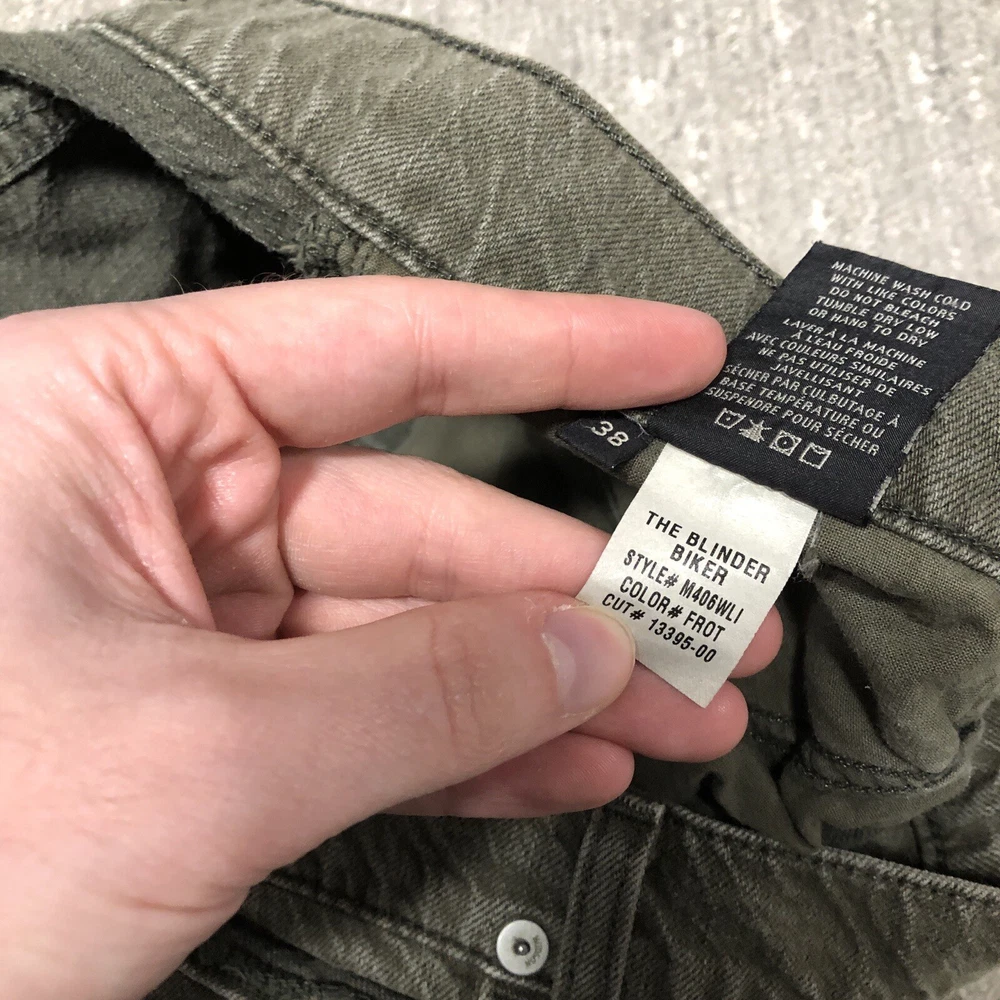 MACHINE WASH COLD
WITH LIKE COLORS
DO NOT BLEACH
TUMBLE DRY LOW
OR HANG TO DRY
LAVER À LA MACHINE
À L'EAU FROIDE
AVEC COULEURS SIMILAIRES
NE PAS UTILISER DE
JAVELLISANT
SÉCHER PAR CULBUTAGE À
BASE TEMPÉRATURE OU
SUSPENDRE POUR SÉCHER
38
THE BLINDER
BIKER
STYLE# M406WLI
COLOR# FROT
CUT# 13395-00